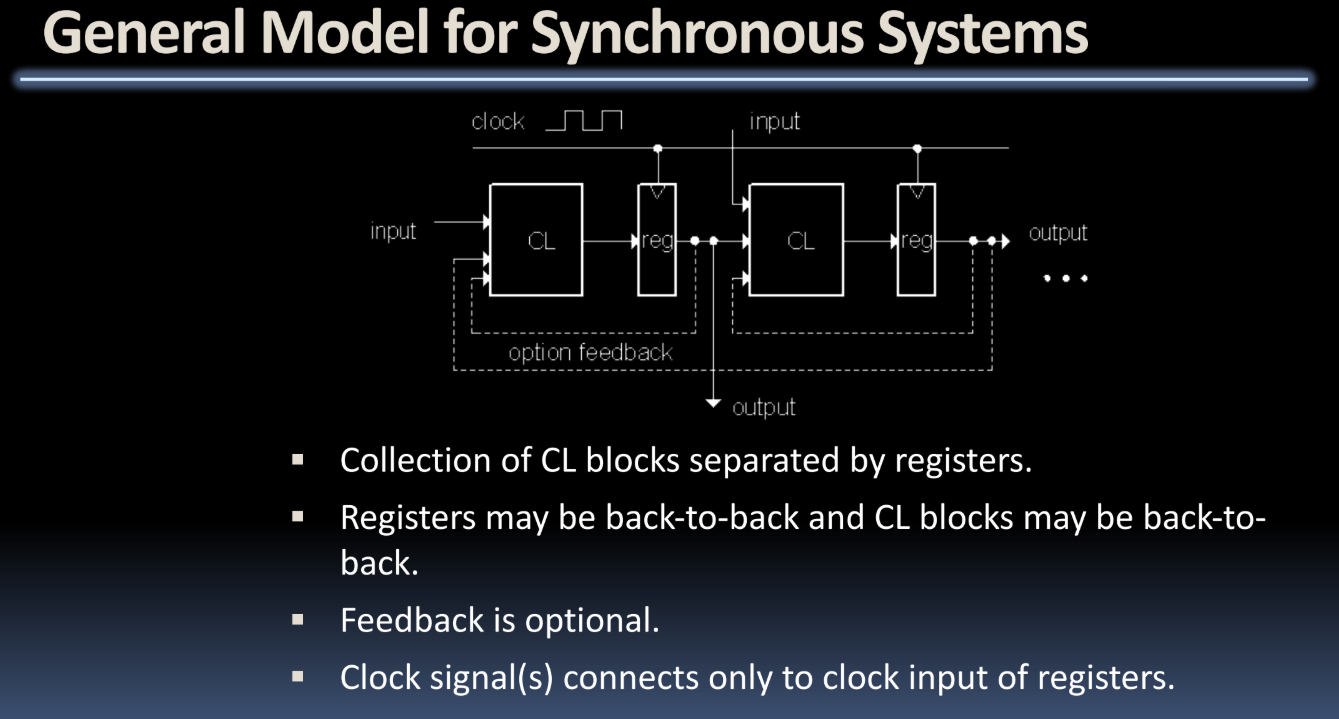 General Model for Synchronous Systems
clock
input
input
CL
reg
CL
reg
output
option feedback
output
▪ Collection of CL blocks separated by registers.
▪ Registers may be back-to-back and CL blocks may be back-to-
back.
▪ Feedback is optional.
▪ Clock signal(s) connects only to clock input of registers.